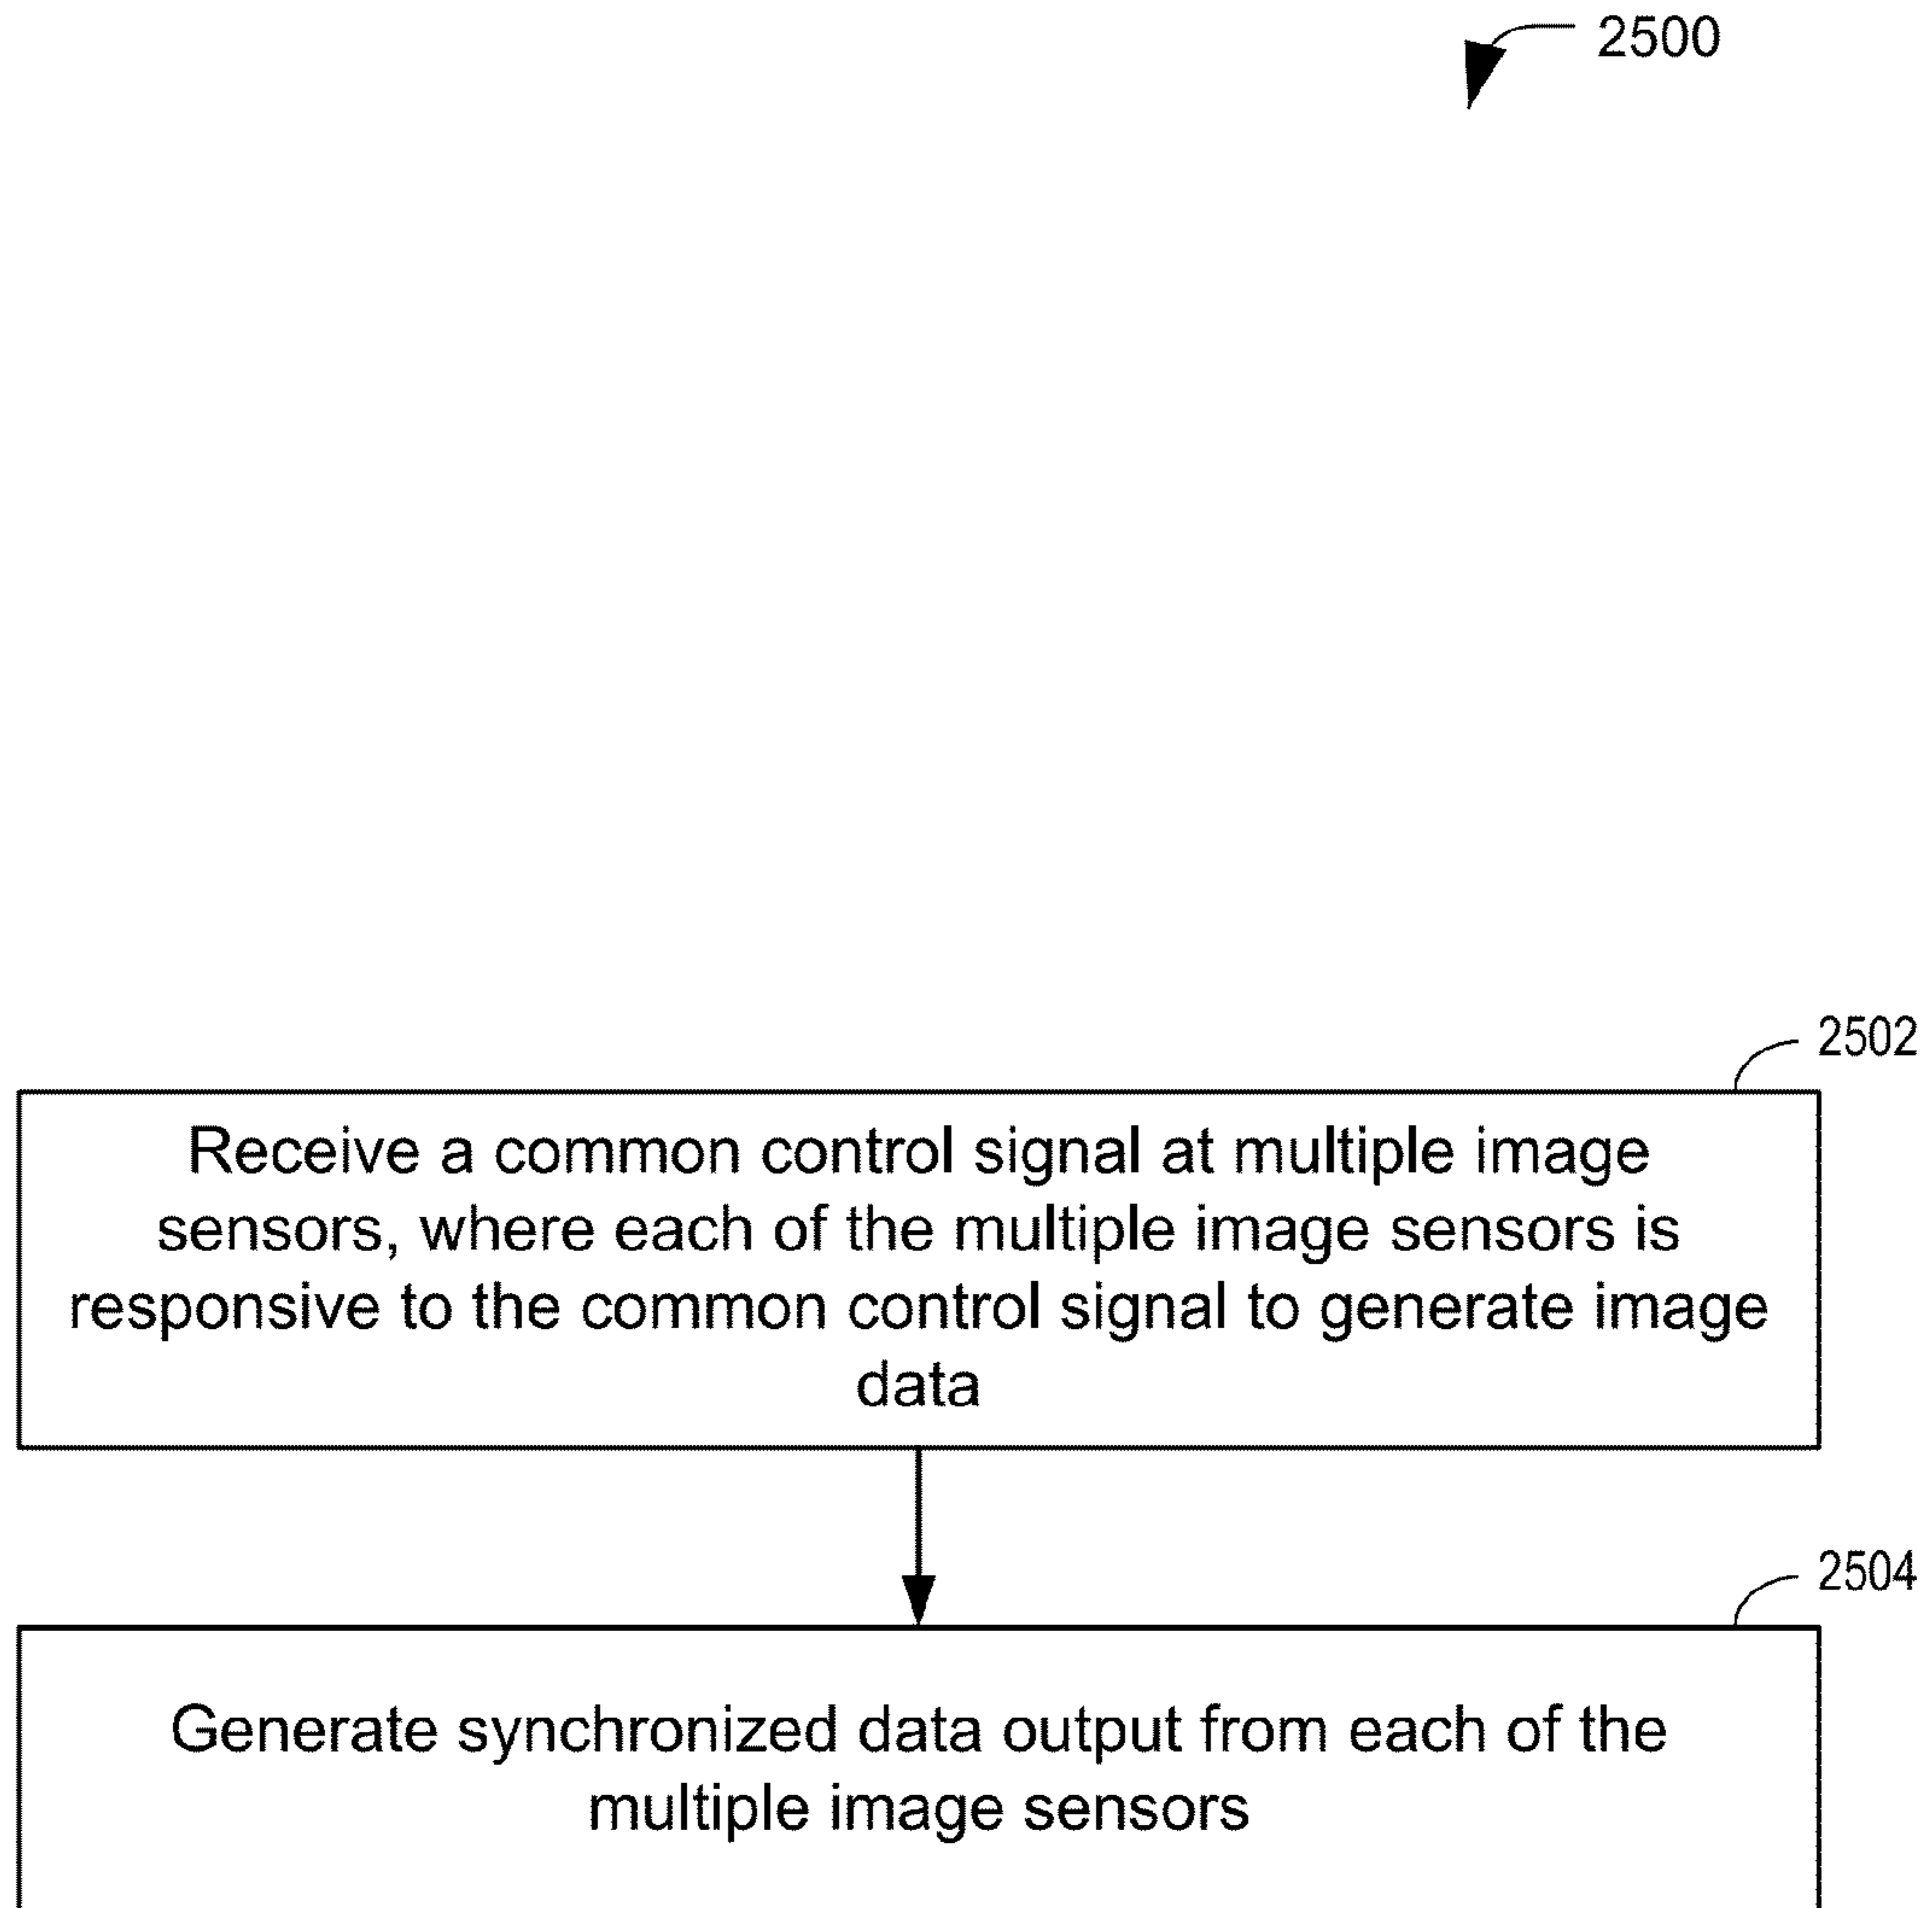 2500
2502
Receive a common control signal at multiple image
sensors, where each of the multiple image sensors is
responsive to the common control signal to generate image
data
2504
Generate synchronized data output from each of the
multiple image sensors